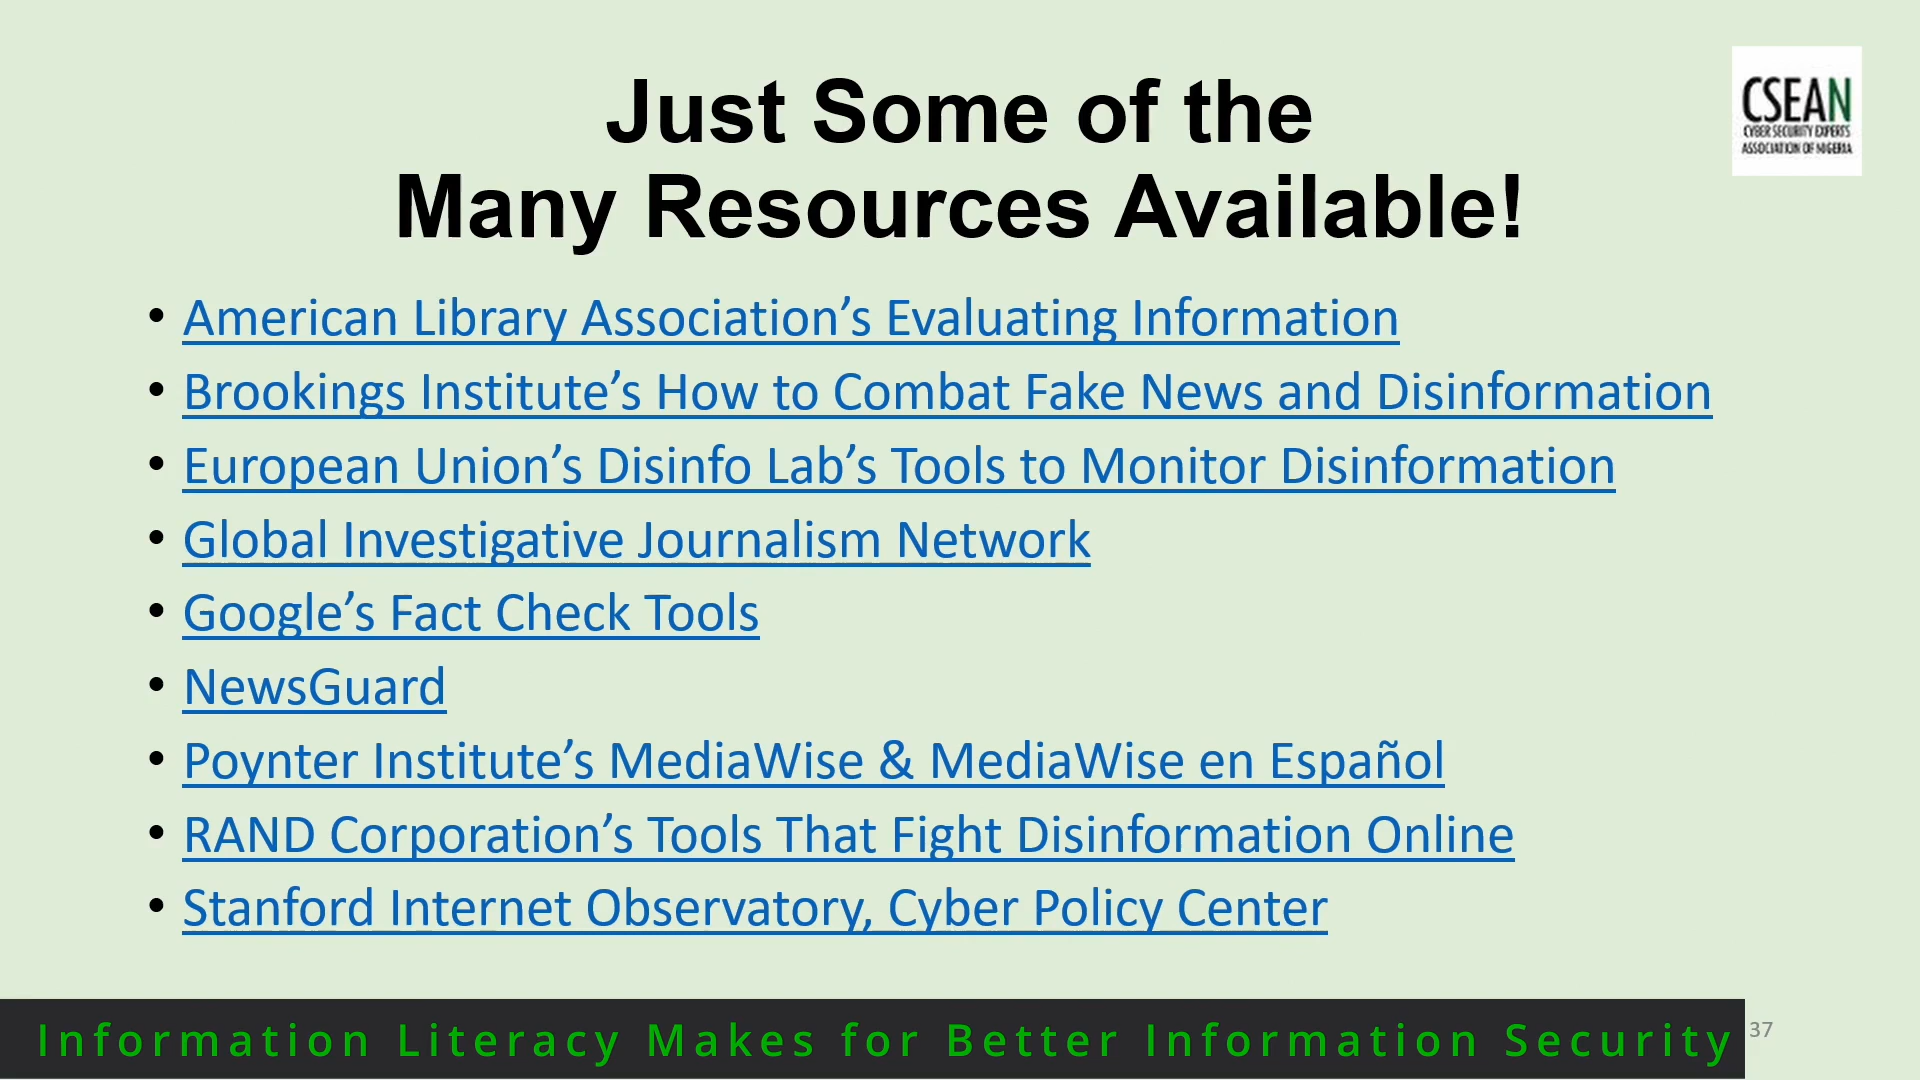 Just Some of the
Many Resources Available!
CSEAN
CYBER SECURITY EXPERTS
ASSOCIATION OF NIGERIA
• American Library Association’s Evaluating Information
• Brookings Institute’s How to Combat Fake News and Disinformation
• European Union’s Disinfo Lab’s Tools to Monitor Disinformation
• Global Investigative Journalism Network
• Google’s Fact Check Tools
• NewsGuard
• Poynter Institute’s MediaWise & MediaWise en Español
• RAND Corporation’s Tools That Fight Disinformation Online
• Stanford Internet Observatory, Cyber Policy Center
Information Literacy Makes for Better Information Security
37